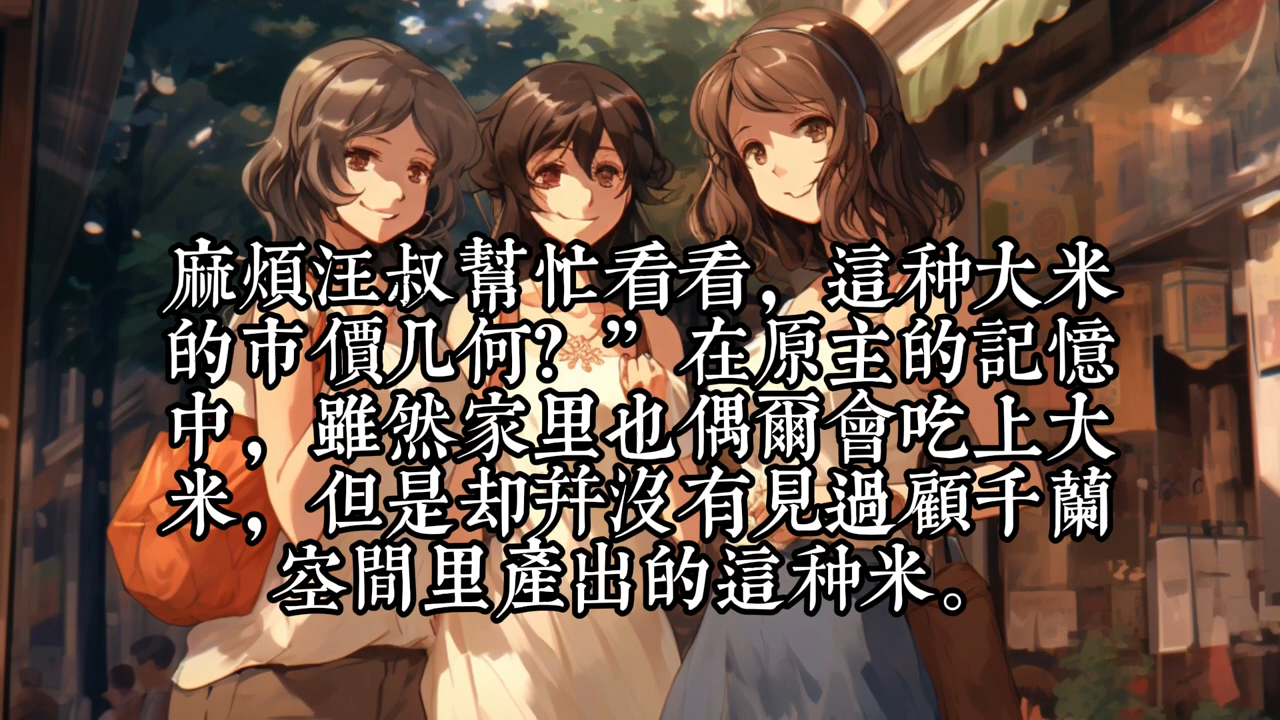 麻煩汪叔幫忙看看，這种大米
的市價几何？”在原主的記憶
中，雖然家里也偶爾會吃上大
米，但是却并沒有見過顧千蘭
空間里產出的這种米。